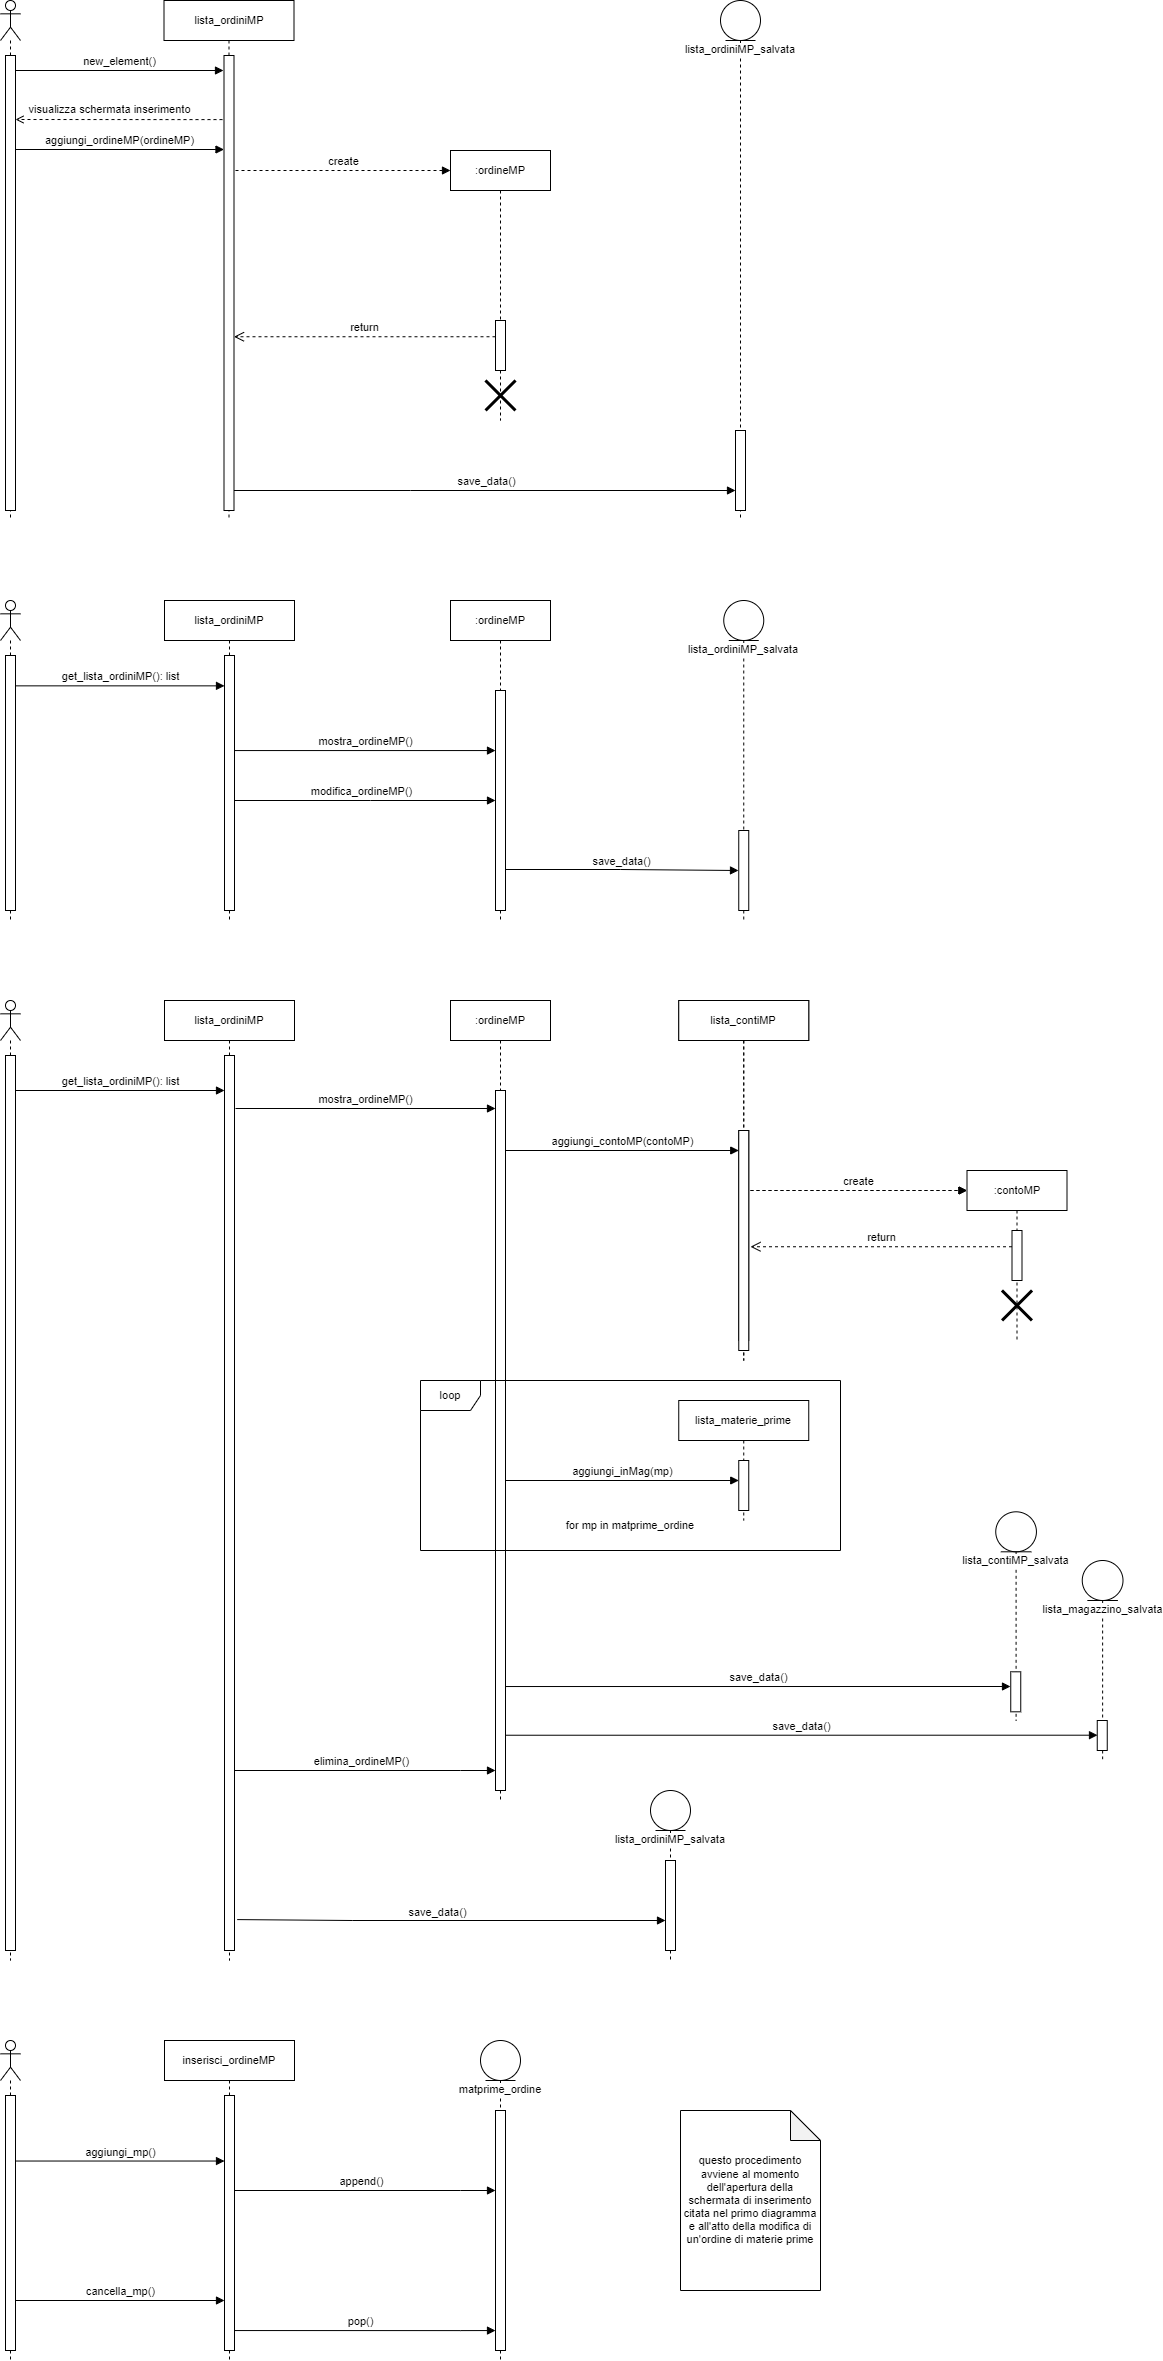 lista_ordiniMP
lista_ordiniMP_salvata
new_element()
visualizza schermata inserimento
aggiungi_ordineMP(ordineMP)
create
:ordineMP
return
save_data()
lista_ordiniMP
:ordineMP
lista_ordiniMP_salvata
get_lista_ordiniMP(): list
mostra_ordineMP()
modifica_ordineMP()
save_data()
lista_ordiniMP
:ordineMP
lista_contiMP
get_lista_ordiniMP(): list
mostra_ordineMP()
aggiungi_contoMP(contoMP)
create
:contoMP
return
loop
lista_materie_prime
aggiungi_inMag(mp)
for mp in matprime_ordine
lista_contiMP_salvata
lista_magazzino_salvata
save_data()
save_data()
elimina_ordineMP()
lista_ordiniMP_salvata
save_data()
inserisci_ordineMP
matprime_ordine
aggiungi_mp()
append()
questo procedimento
avviene al momento
dell'apertura della
schermata di inserimento
citata nel primo diagramma
e all'atto della modifica di
un'ordine di materie prime
cancella_mp()
pop()